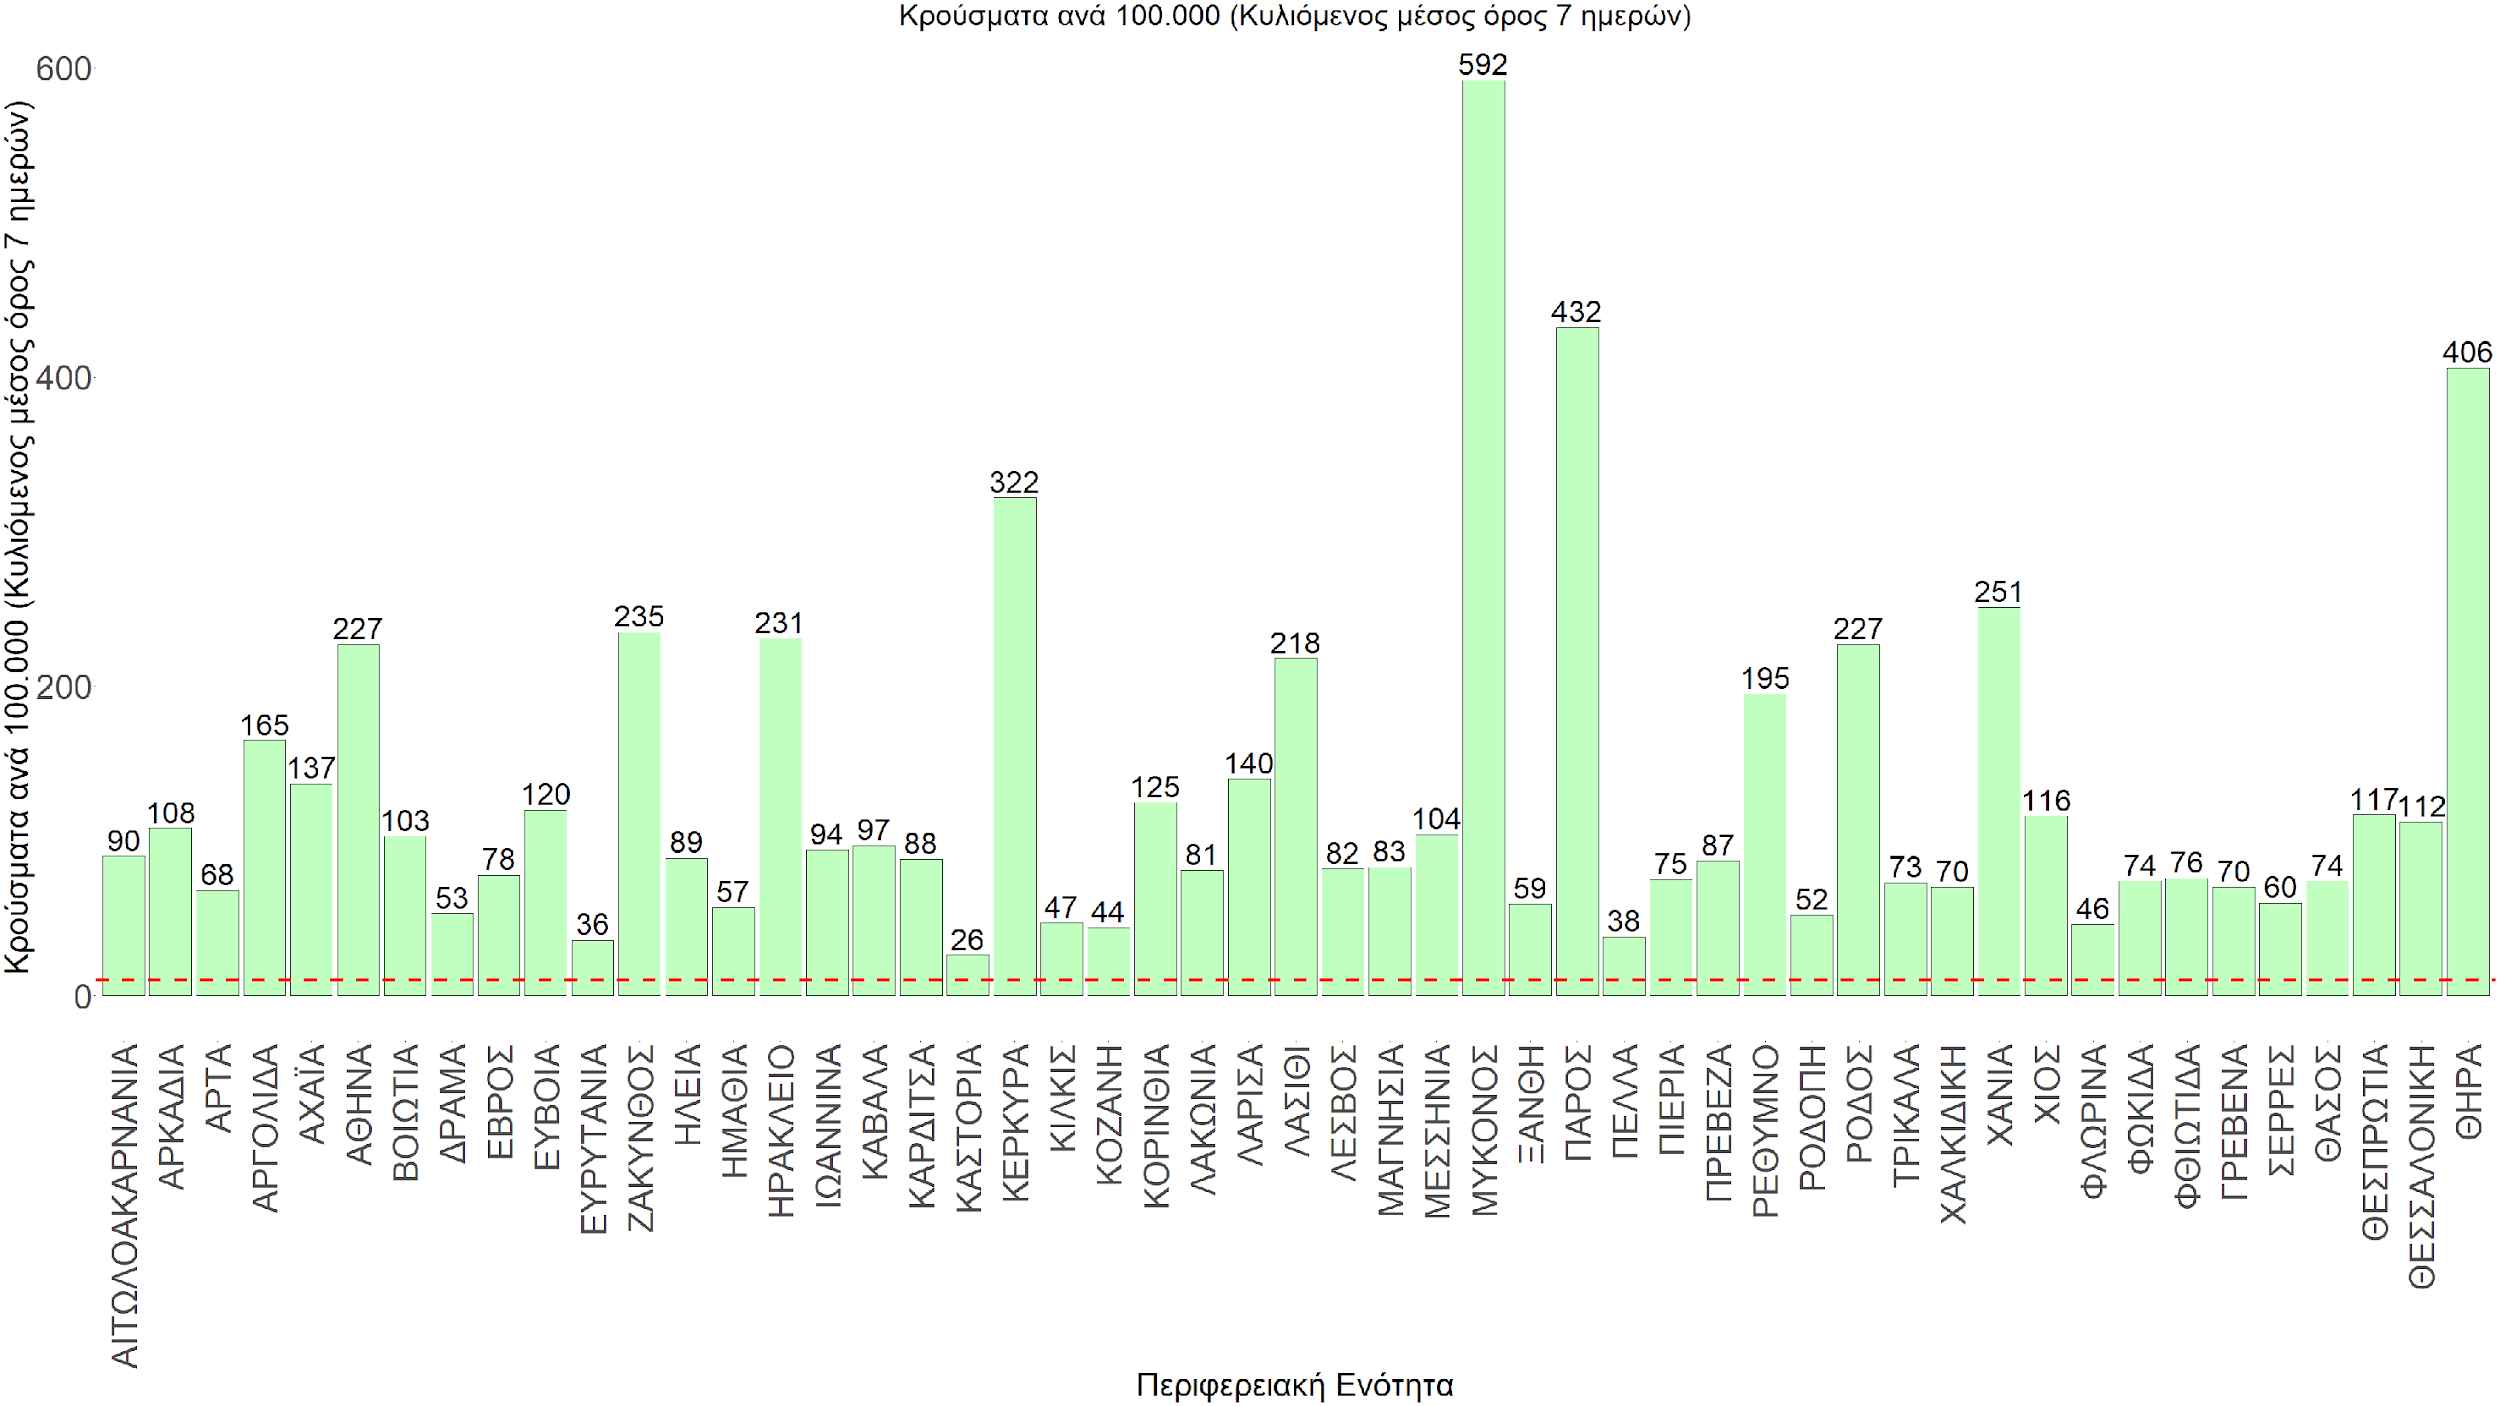 Κρούσματα ανά 100.000 (Κυλιόμενος μέσος όρος 7 ημερών)
Κρούσματα ανά 100.000 (Κυλιόμενος μέσος όρος 7 ημερών)
600
400
200
0
90
108
68
165
137
227
103
53
78
120
36
235
89
57
231
94
97
88
26
322
47
44
125
81
140
218
82
83
104
592
59
432
38
75
87
195
52
227
73
70
251
116
46
74
76
70
60
74
117
112
406
ΑΙΤΩΛΟΑΚΑΡΝΑΝΙΑ
ΑΡΚΑΔΙΑ
ΑΡΤΑ
ΑΡΓΟΛΙΔΑ
ΑΧΑΪΑ
ΑΘΗΝΑ
ΒΟΙΩΤΙΑ
ΔΡΑΜΑ
ΕΒΡΟΣ
ΕΥΒΟΙΑ
ΕΥΡΥΤΑΝΙΑ
ΖΑΚΥΝΘΟΣ
ΗΛΕΙΑ
ΗΜΑΘΙΑ
ΗΡΑΚΛΕΙΟ
ΙΩΑΝΝΙΝΑ
ΚΑΒΑΛΑ
ΚΑΡΔΙΤΣΑ
ΚΑΣΤΟΡΙΑ
ΚΕΡΚΥΡΑ
ΚΙΛΚΙΣ
ΚΟΖΑΝΗ
ΚΟΡΙΝΘΙΑ
ΛΑΚΩΝΙΑ
ΛΑΡΙΣΑ
ΛΑΣΙΘΙ
ΛΕΣΒΟΣ
ΜΑΓΝΗΣΙΑ
ΜΕΣΣΗΝΙΑ
ΜΥΚΟΝΟΣ
ΞΑΝΘΗ
ΠΑΡΟΣ
ΠΕΛΛΑ
ΠΙΕΡΙΑ
ΠΡΕΒΕΖΑ
ΡΕΘΥΜΝΟ
ΡΟΔΟΠΗ
ΡΟΔΟΣ
ΤΡΙΚΑΛΑ
ΧΑΛΚΙΔΙΚΗ
ΧΑΝΙΑ
ΧΙΟΣ
ΦΛΩΡΙΝΑ
ΦΩΚΙΔΑ
ΦΘΙΩΤΙΔΑ
ΓΡΕΒΕΝΑ
ΣΕΡΡΕΣ
ΘΑΣΟΣ
ΘΕΣΠΡΩΤΙΑ
ΘΕΣΣΑΛΟΝΙΚΗ
ΘΗΡΑ
Περιφερειακή Ενότητα